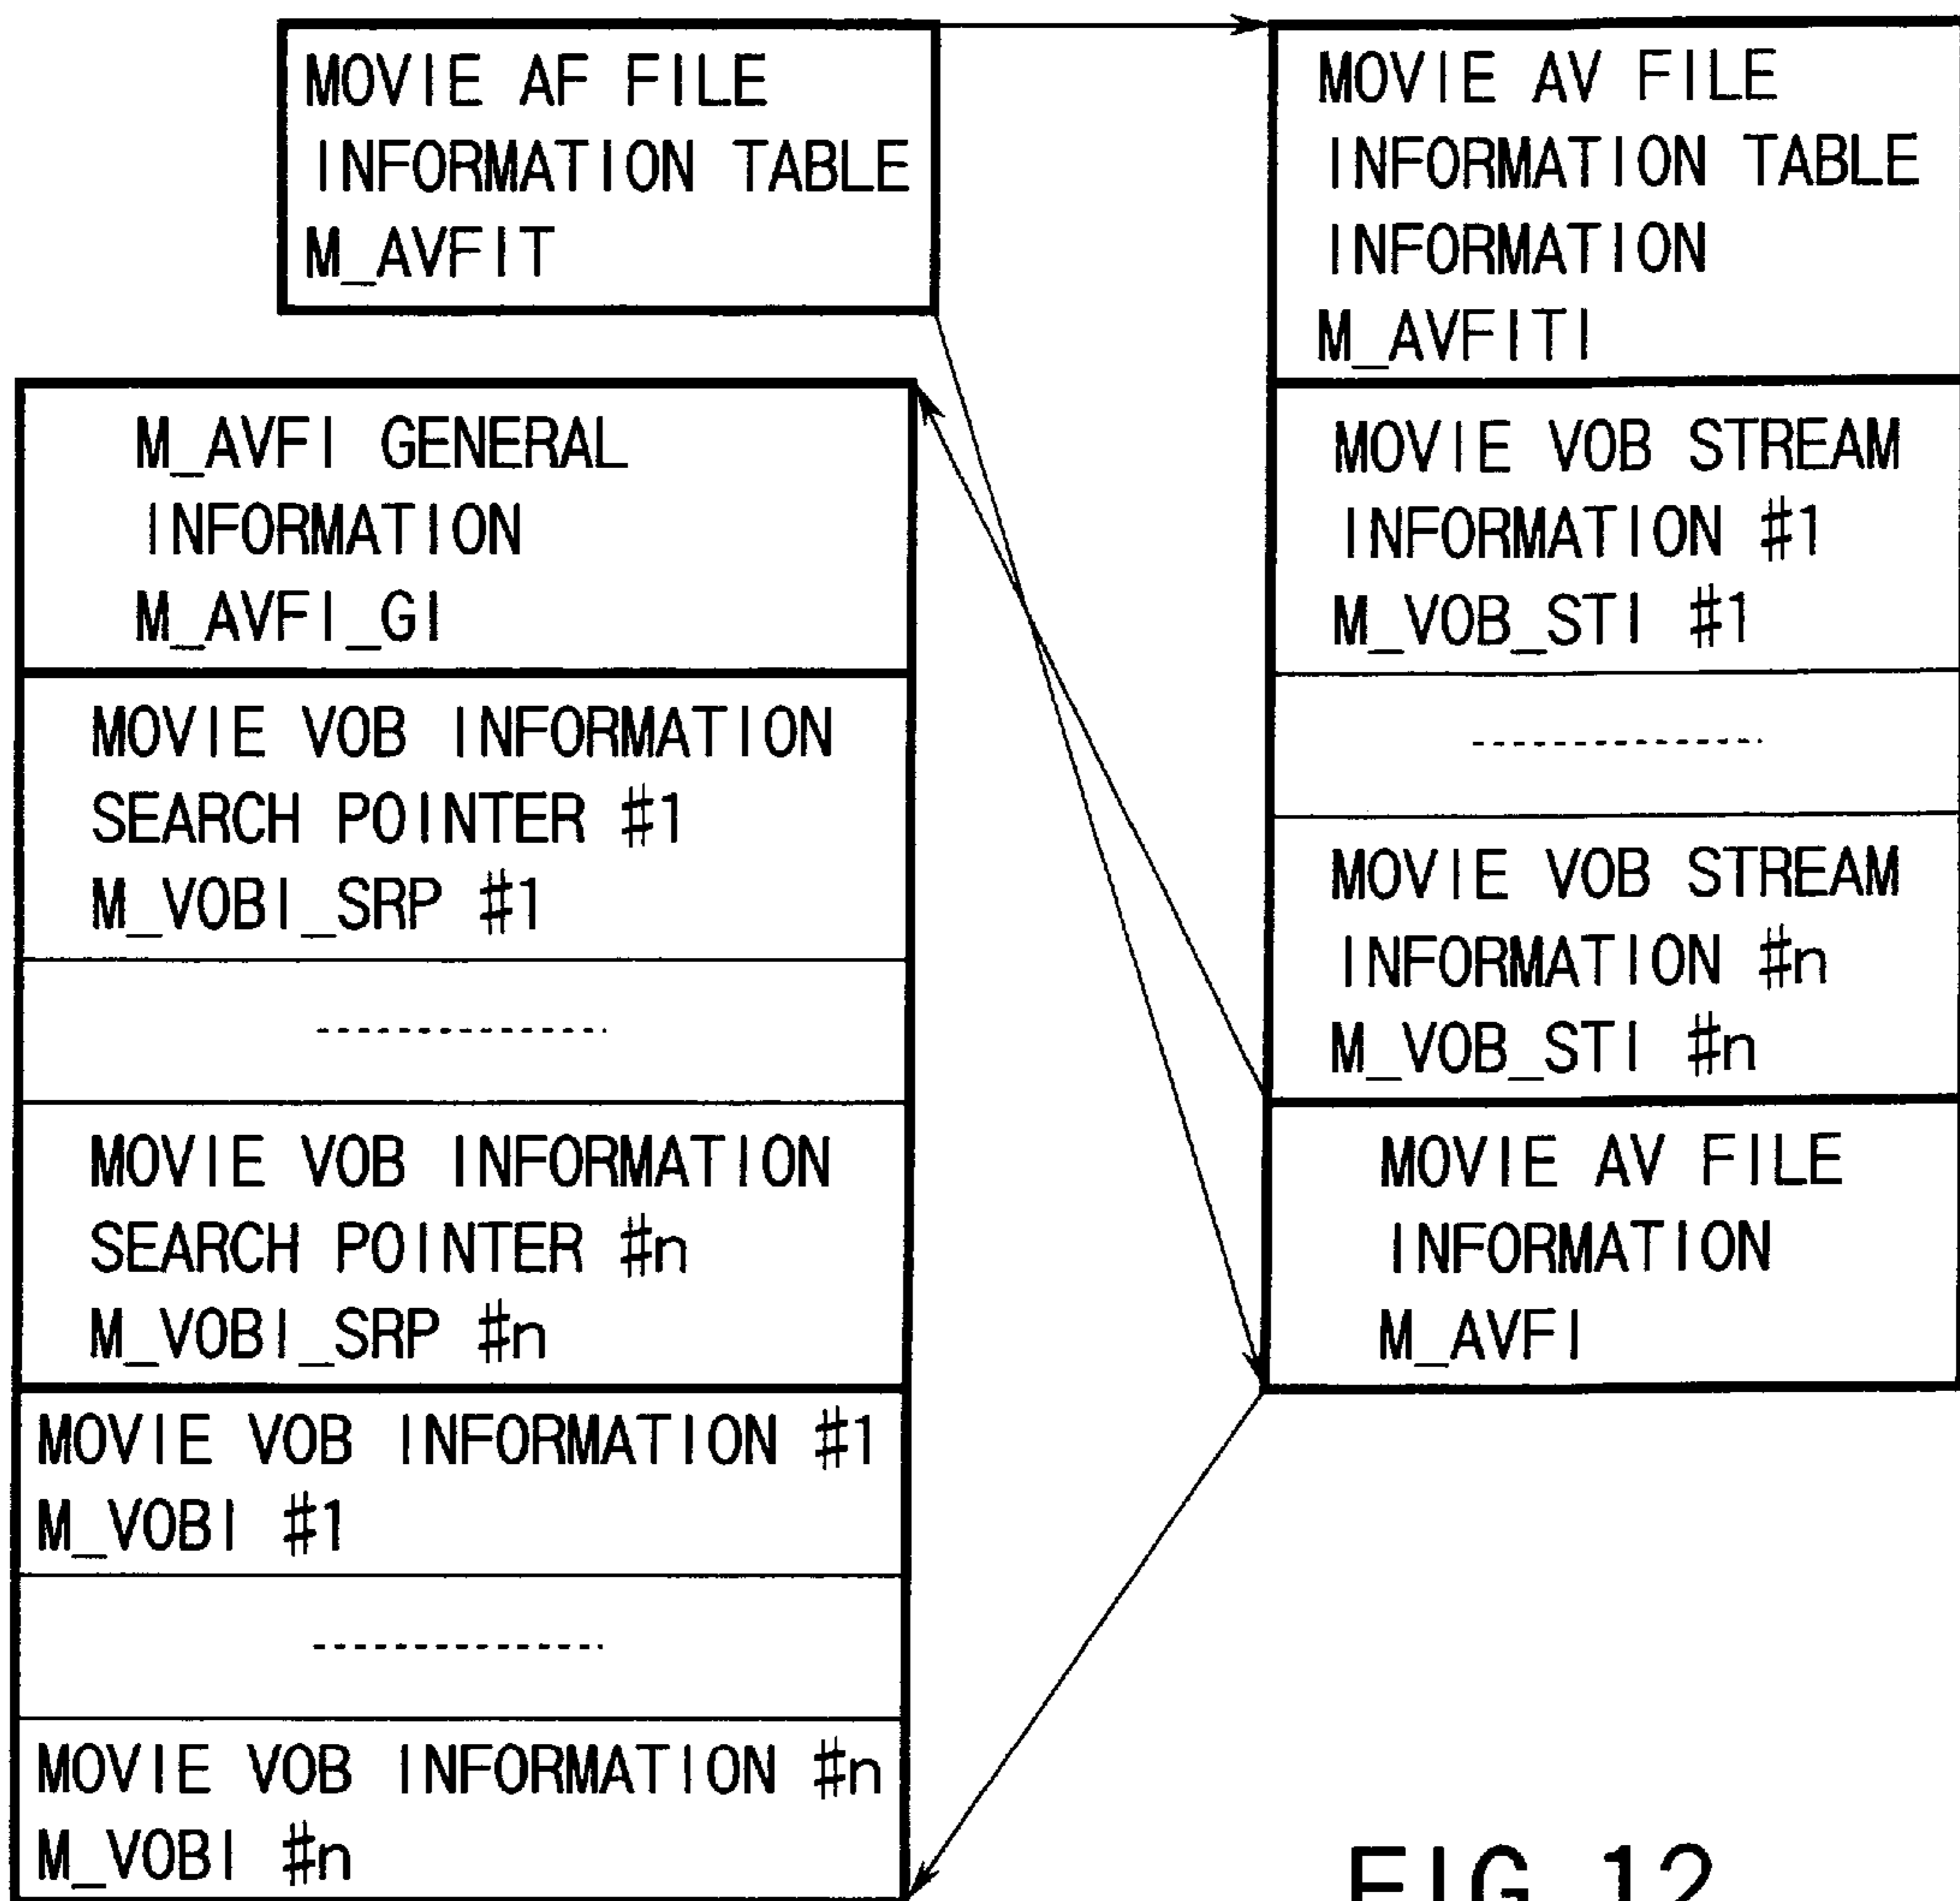 MOVIE AF FILE
INFORMATION TABLE
M_AVFIT
MOVIE AV FILE
INFORMATION TABLE
INFORMATION
M_AVFITI
MOVIE VOB STREAM
INFORMATION #1
M_VOB_STI #1
MOVIE VOB STREAM
INFORMATION #n
M_VOB_STI #n
MOVIE AV FILE
INFORMATION
M_AVFI
M_AVFI GENERAL
INFORMATION
M_AVFI_GI
MOVIE VOB INFORMATION
SEARCH POINTER #1
M_VOBI_SRP #1
MOVIE VOB INFORMATION
SEARCH POINTER #n
M_VOBI_SRP #n
MOVIE VOB INFORMATION #1
M_VOBI #1
MOVIE VOB INFORMATION #n
M_VOBI #n
FIG.12